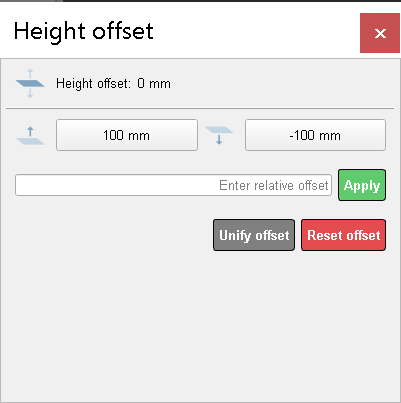 Height offset
Height offset: 0 mm
100 mm
-100 mm
Enter relative offset
Apply
Unify offset
Reset offset